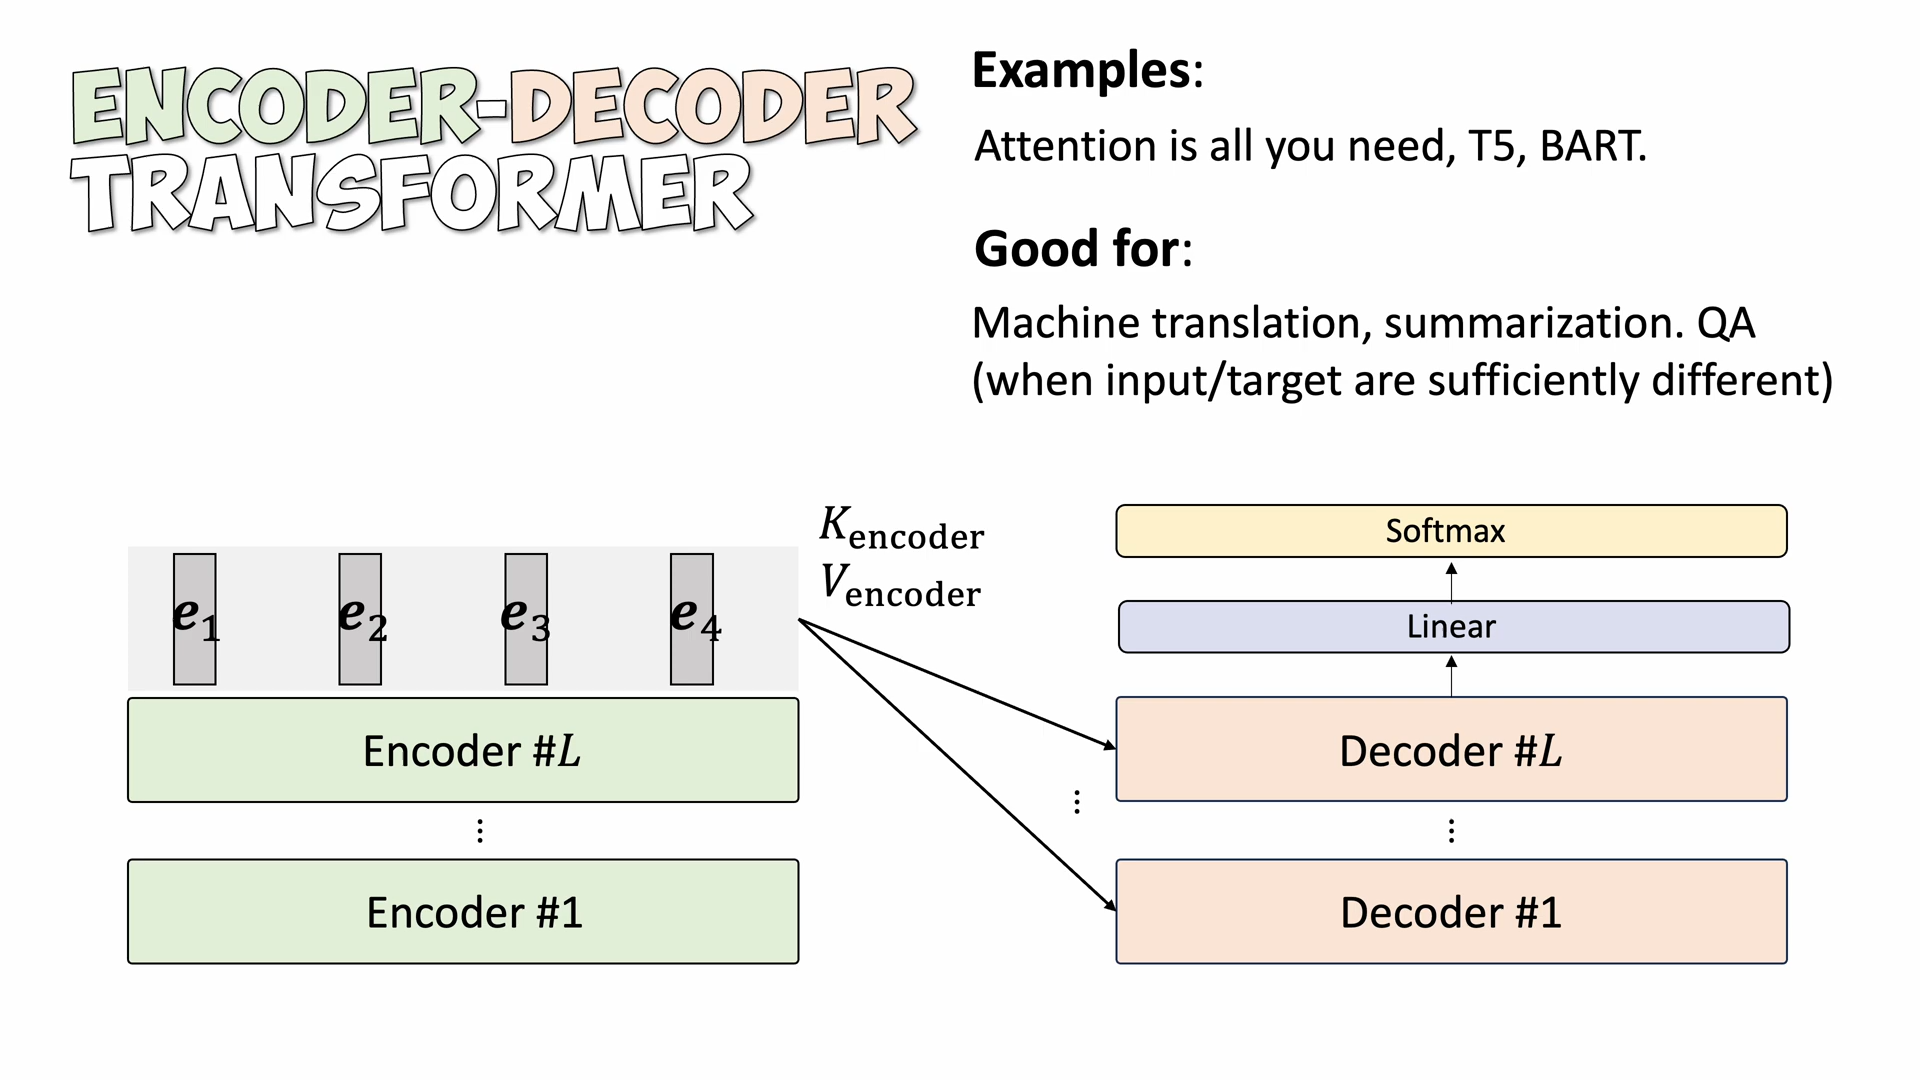 ENCODER-DECODER
TRANSFORMER
Examples:
Attention is all you need, T5, BART.
Good for:
Machine translation, summarization. QA
(when input/target are sufficiently different)
e₁ e₂ e₃ e₄
K_encoder
V_encoder
Encoder #L
⋮
Encoder #1
⋮
Softmax
Linear
Decoder #L
⋮
Decoder #1